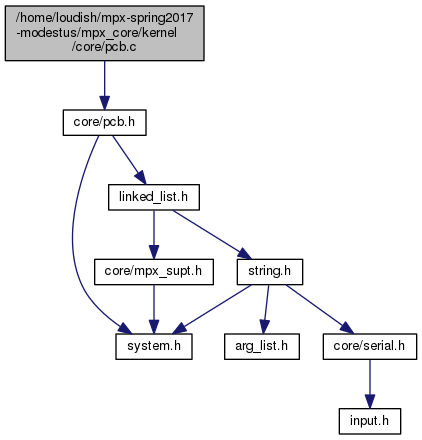 /home/loudish/mpx-spring2017
-modestus/mpx_core/kernel
/core/pcb.c
core/pcb.h
linked_list.h
core/mpx_supt.h
string.h
system.h
arg_list.h
core/serial.h
input.h